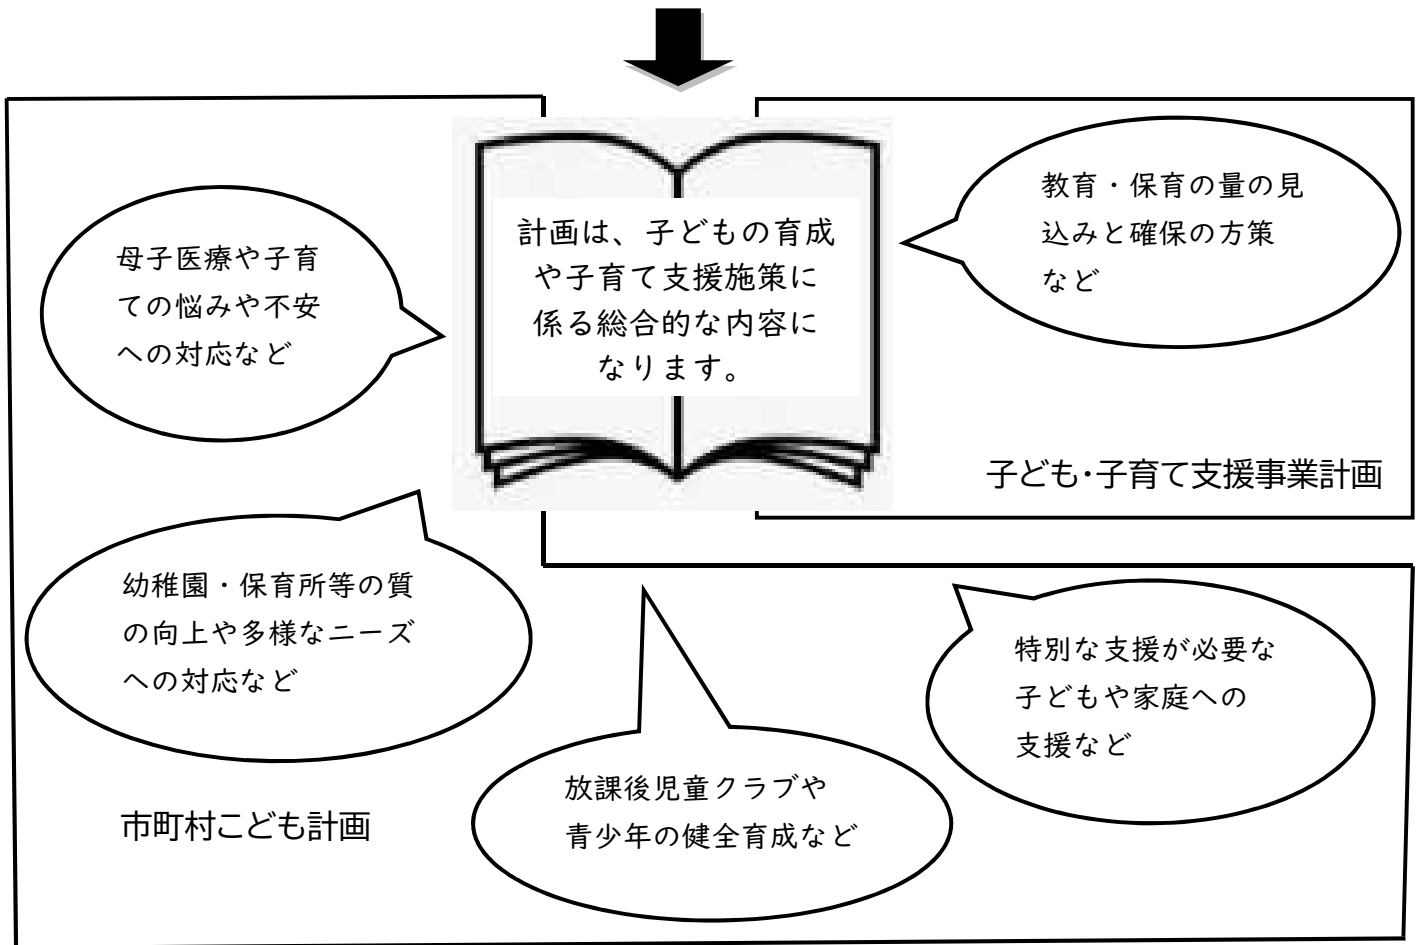 計画は、子どもの育成
や子育て支援施策に
係る総合的な内容に
なります。
教育・保育の量の見
込みと確保の方策
など
子ども・子育て支援事業計画
母子医療や子育
ての悩みや不安
への対応など
幼稚園・保育所等の質
の向上や多様なニーズ
への対応など
特別な支援が必要な
子どもや家庭への
支援など
放課後児童クラブや
青少年の健全育成など
市町村こども計画